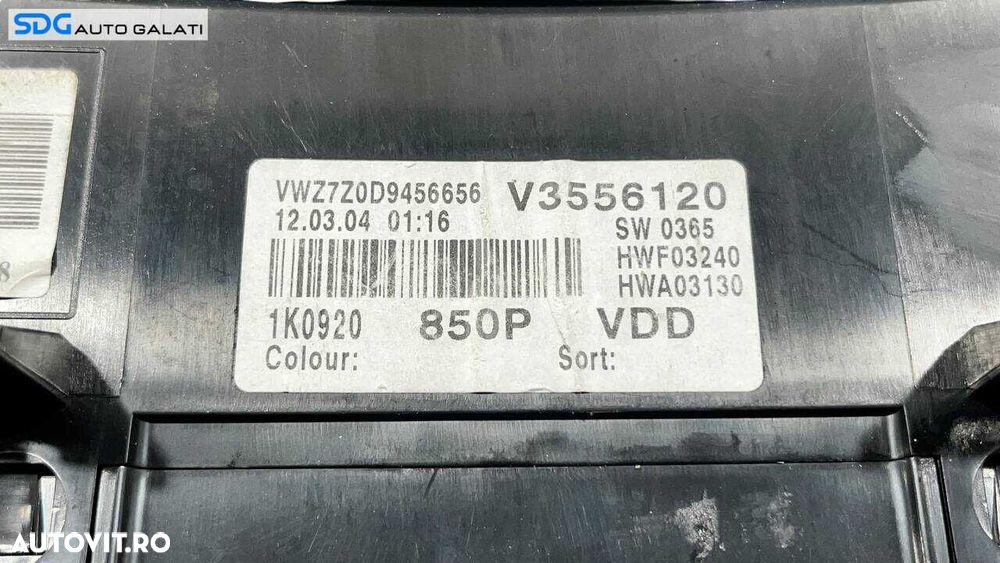 SDG AUTO GALATI
VWZ7Z0D9456656 V3556120
12.03.04 01:16 SW 0365
HWF03240
HWA03130
1K0920 850P VDD
Colour: Sort:
8
AUTOVIT.RO